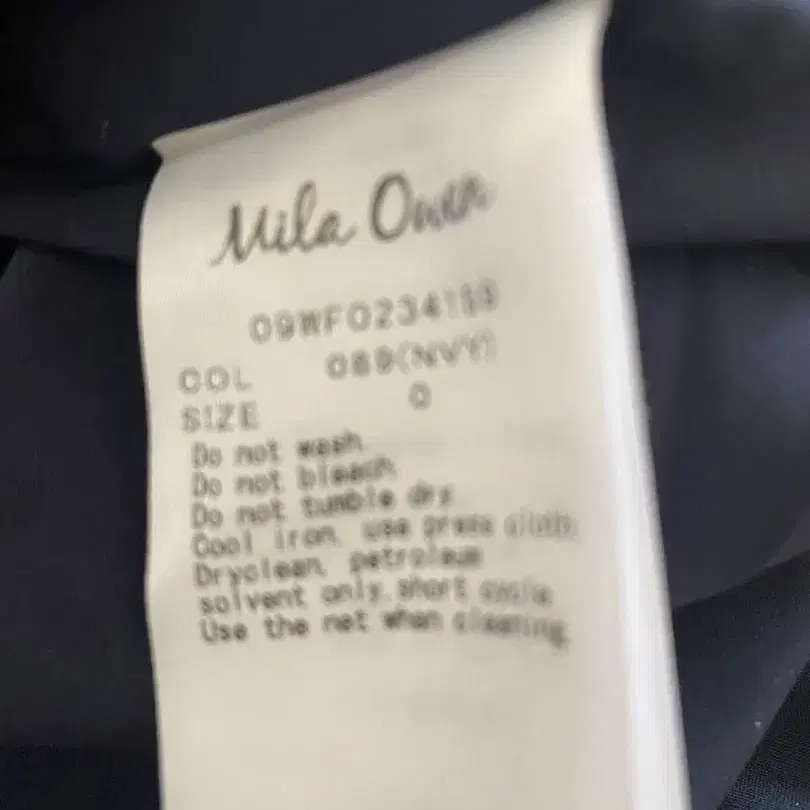 Mila Owen
09WFO234159
COL 089(NVY)
SIZE 0
Do not wash.
Do not bleach.
Do not tumble dry.
Cool iron, use press cloth.
Dryclean, petroleum
solvent only. short cycle
Use the net when cleaning.